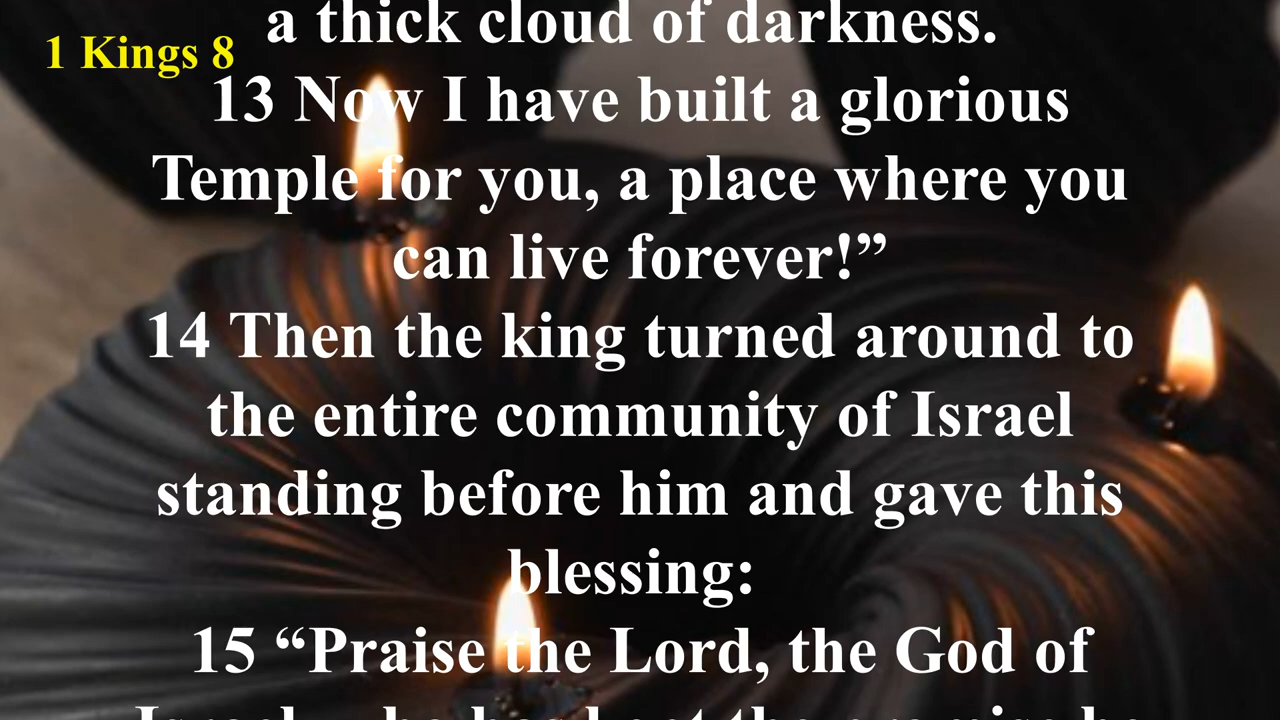 1 Kings 8
a thick cloud of darkness.
13 Now I have built a glorious
Temple for you, a place where you
can live forever!”
14 Then the king turned around to
the entire community of Israel
standing before him and gave this
blessing:
15 “Praise the Lord, the God of